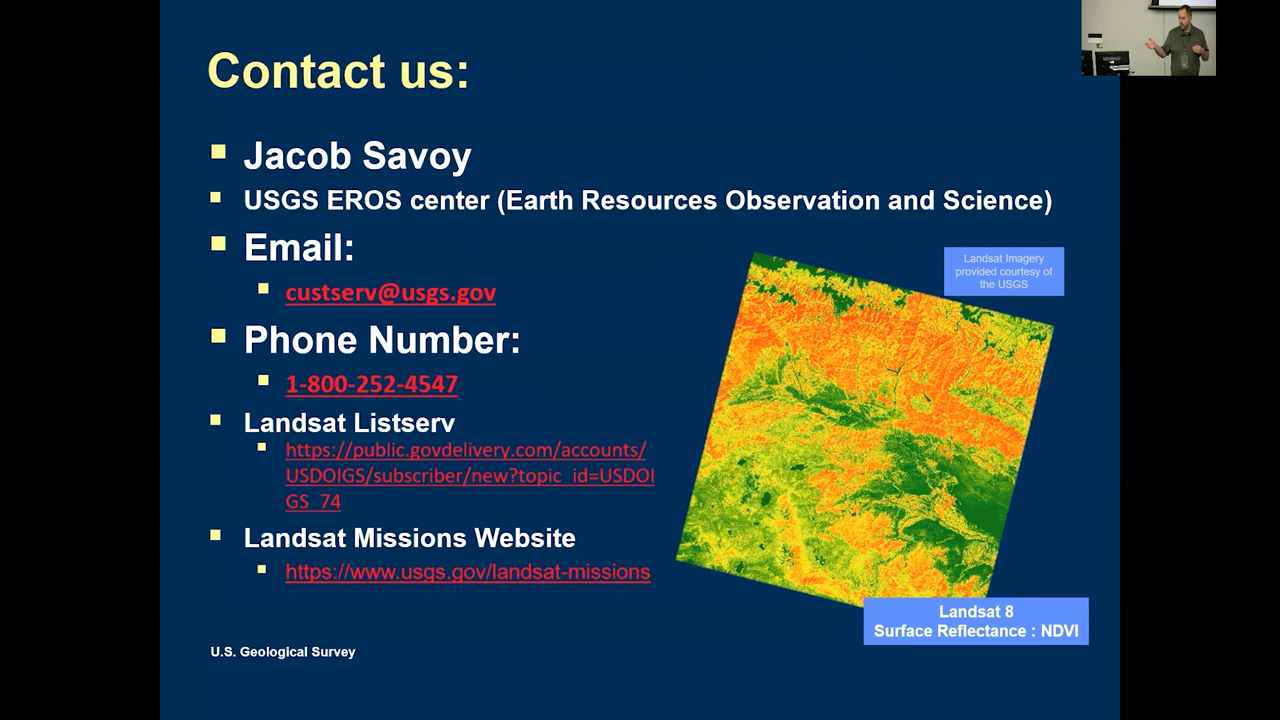 Contact us:
Jacob Savoy
USGS EROS center (Earth Resources Observation and Science)
Email:
custserv@usgs.gov
Phone Number:
1-800-252-4547
Landsat Listserv
https://public.govdelivery.com/accounts/
USDOIGS/subscriber/new?topic_id=USDOI
GS_74
Landsat Missions Website
https://www.usgs.gov/landsat-missions
Landsat Imagery
provided courtesy of
the USGS
Landsat 8
Surface Reflectance : NDVI
U.S. Geological Survey